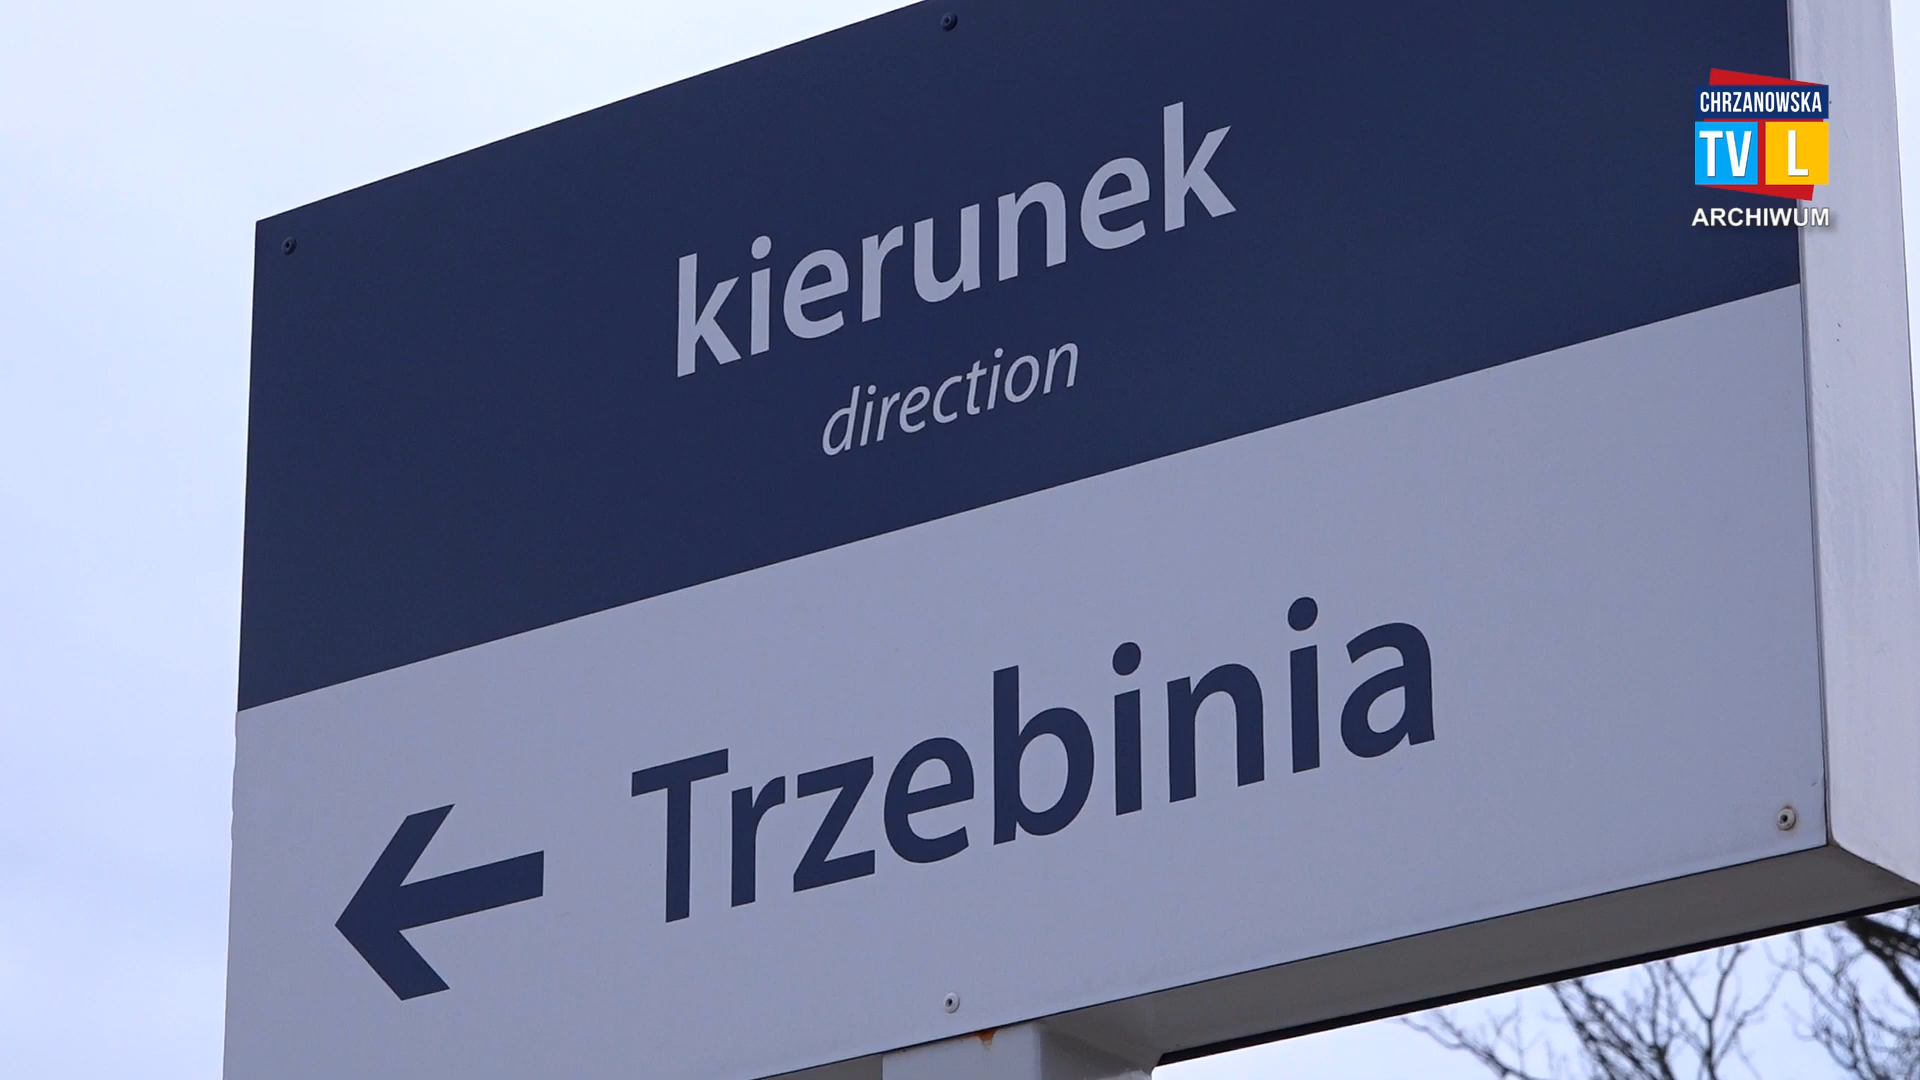 kierunek
direction
← Trzebinia
CHRZANOWSKA
TV L
ARCHIWUM